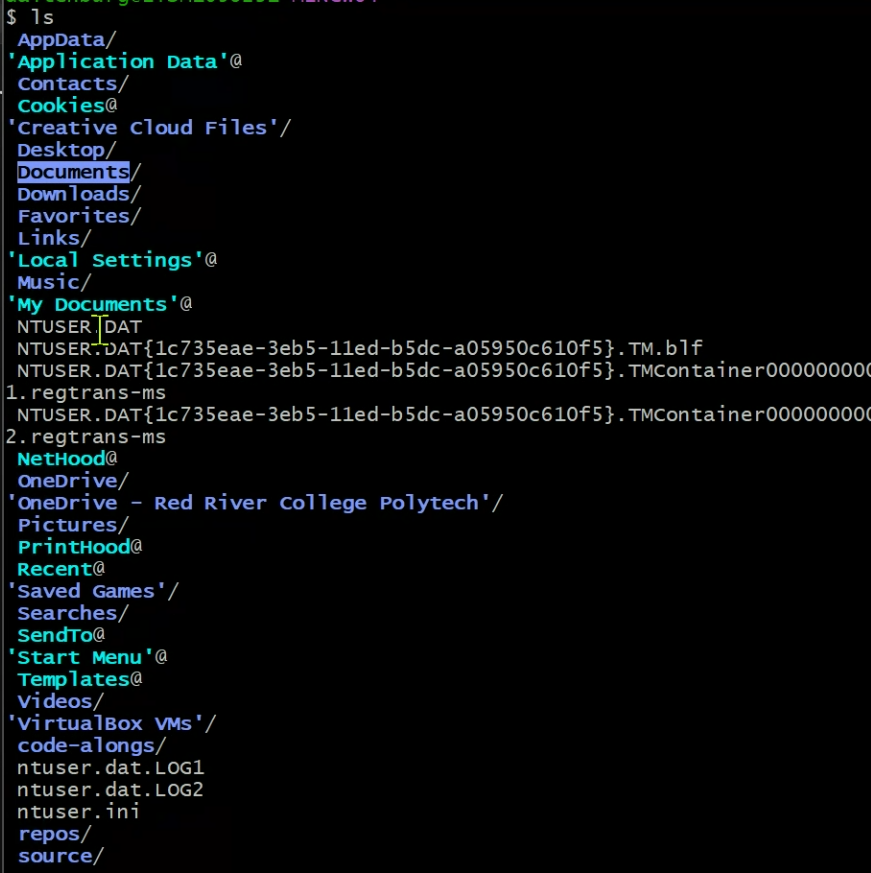 $ ls
AppData/
'Application Data'@
Contacts/
Cookies@
'Creative Cloud Files'/
Desktop/
Documents/
Downloads/
Favorites/
Links/
'Local Settings'@
Music/
'My Documents'@
NTUSER.DAT
NTUSER.DAT{1c735eae-3eb5-11ed-b5dc-a05950c610f5}.TM.blf
NTUSER.DAT{1c735eae-3eb5-11ed-b5dc-a05950c610f5}.TMContainer000000000
1.regtrans-ms
NTUSER.DAT{1c735eae-3eb5-11ed-b5dc-a05950c610f5}.TMContainer000000000
2.regtrans-ms
NetHood@
OneDrive/
'OneDrive - Red River College Polytech'/
Pictures/
PrintHood@
Recent@
'Saved Games'/
Searches/
SendTo@
'Start Menu'@
Templates@
Videos/
'VirtualBox VMs'/
code-alongs/
ntuser.dat.LOG1
ntuser.dat.LOG2
ntuser.ini
repos/
source/